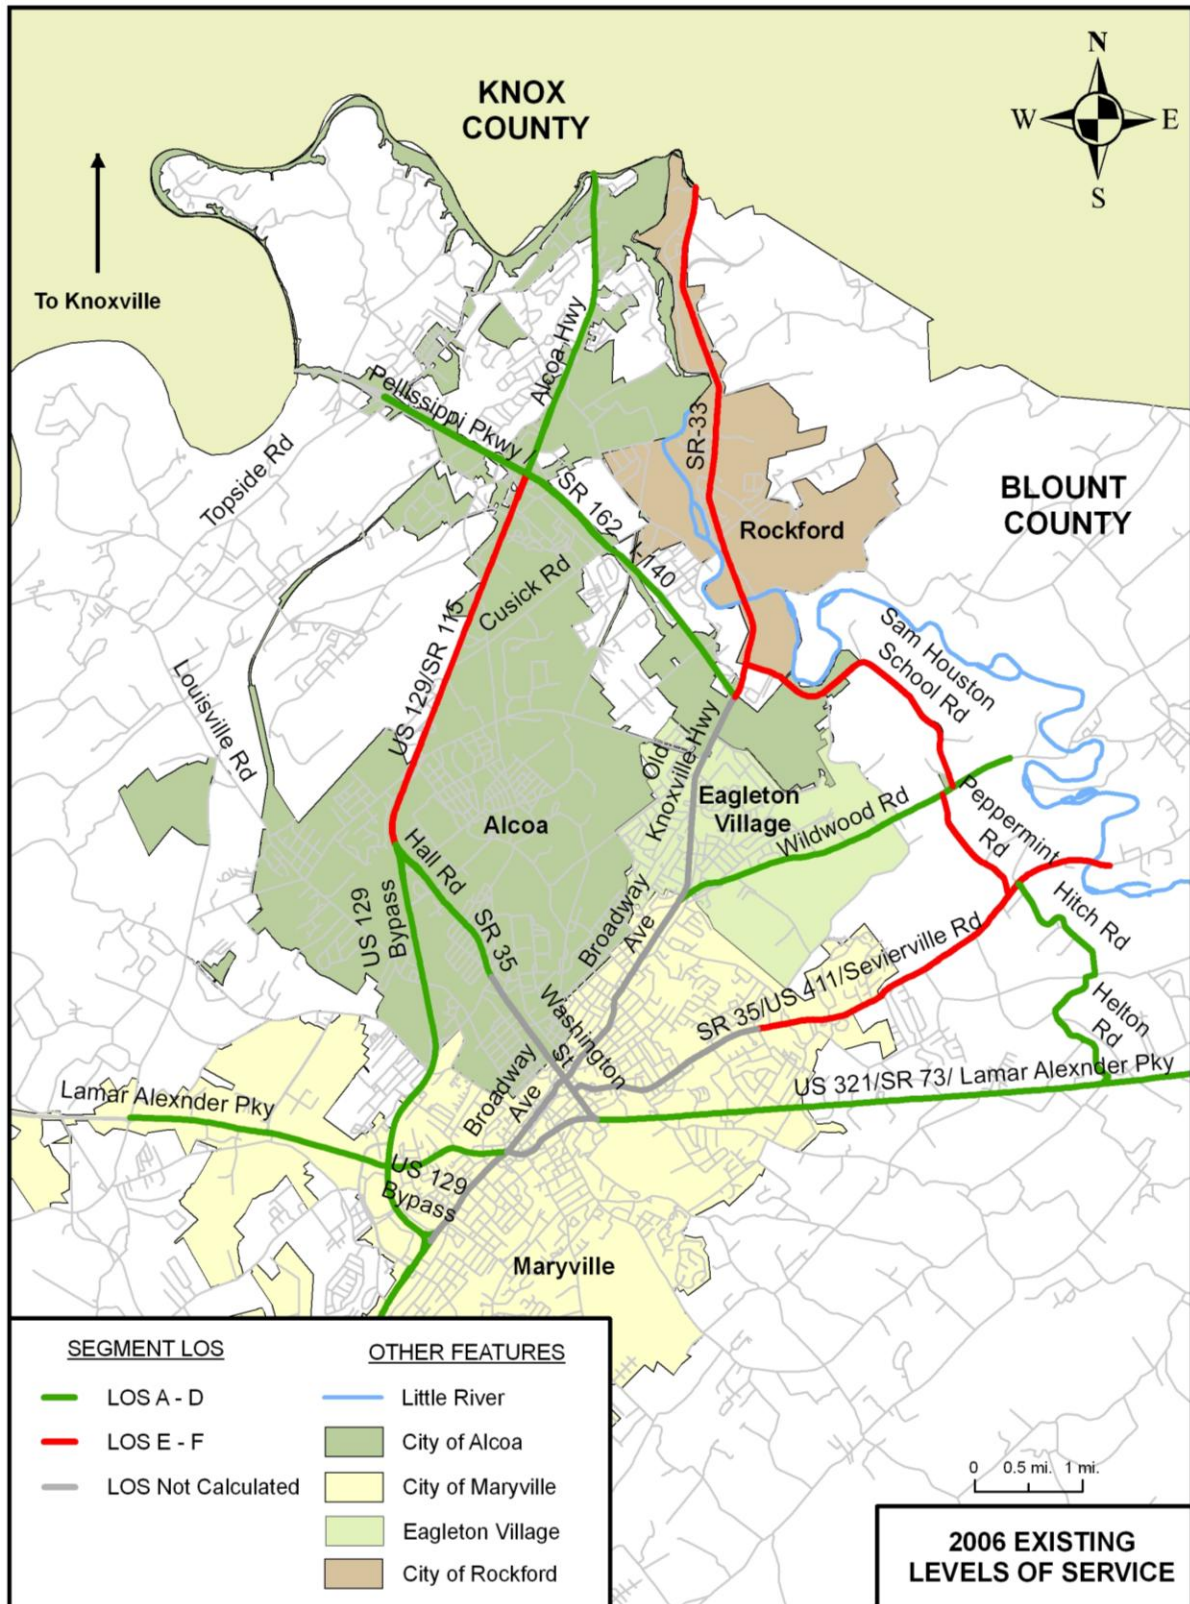 KNOX
COUNTY
N
W
E
S
To Knoxville
Alcoa Hwy
Pellissippi Pkwy
Topside Rd
SR 162 / I-140
SR-33
BLOUNT
COUNTY
Rockford
Cusick Rd
US 129/SR 115
Sam Houston
School Rd
Louisville Rd
Old
Knoxville Hwy
Eagleton
Village
Alcoa
Wildwood Rd
Peppermint
Rd
Hall Rd
US 129
Bypass
SR 35
Broadway
Ave
Hitch Rd
SR 35/US 411/Sevierville Rd
Washington
St
Helton
Rd
Broadway
Ave
Lamar Alexnder Pky
US 321/SR 73/ Lamar Alexnder Pky
US 129
Bypass
Maryville
SEGMENT LOS
LOS A - D
LOS E - F
LOS Not Calculated
OTHER FEATURES
Little River
City of Alcoa
City of Maryville
Eagleton Village
City of Rockford
0 0.5 mi. 1 mi.
2006 EXISTING
LEVELS OF SERVICE